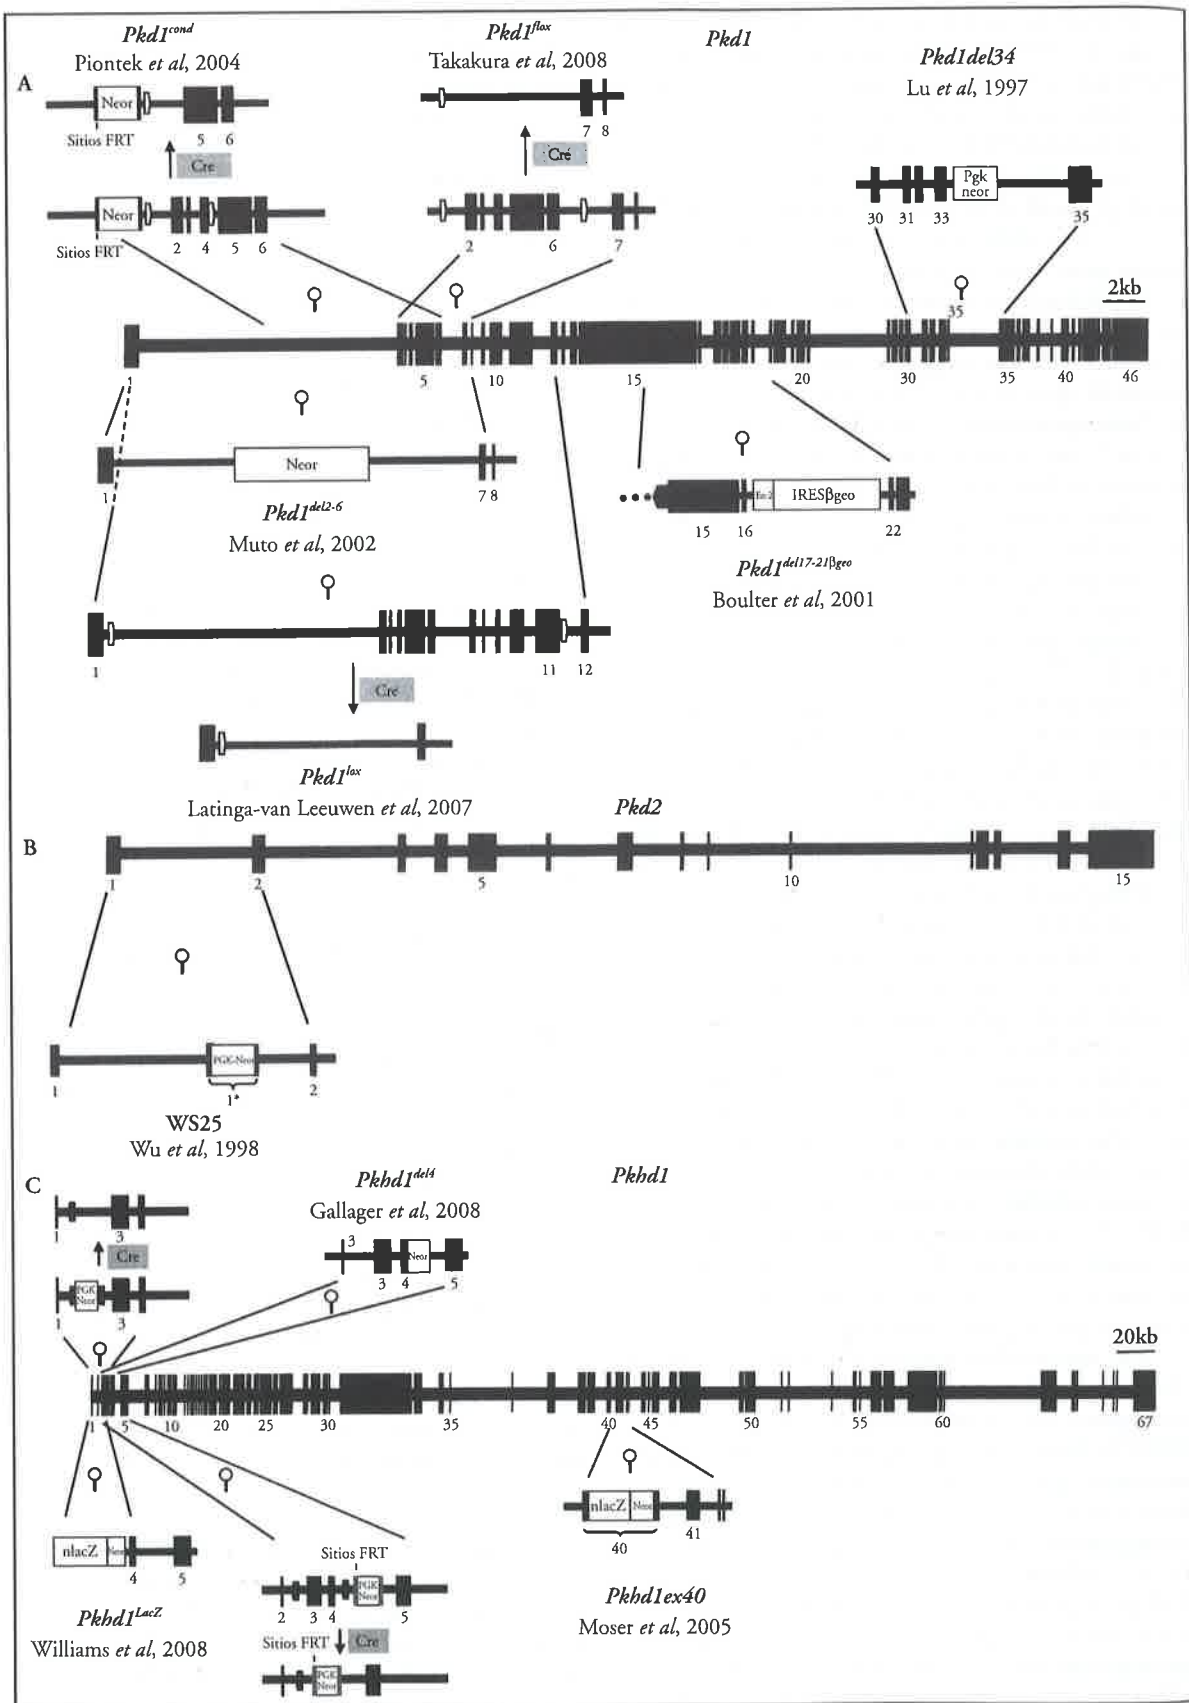 Pkd1cond
Piontek et al, 2004
Pkd1flox
Takakura et al, 2008
Pkd1
Pkd1del34
Lu et al, 1997
A
Neor
Sitios FRT
5 6
Cre
7 8
Cre
Neor
Sitios FRT
2 4 5 6
2 6 7
Pgk
neor
30 31 33 35
2kb
35
1 5 10 15 20 30 35 40 46
Neor
1 7 8
Pkd1del2-6
Muto et al, 2002
IRESβgeo
15 16 22
Pkd1del17-21βgeo
Boulter et al, 2001
1 11 12
Cre
Pkd1lox
Latinga-van Leeuwen et al, 2007
Pkd2
B
1 2 5 10 15
PGK-Neor
1 1* 2
WS25
Wu et al, 1998
C
Pkhd1del4
Gallager et al, 2008
Pkhd1
1 3
Cre
PGK
Neor
1 3
3
Neor
3 4 5
20kb
1 5 10 20 25 30 35 40 45 50 55 60 67
nlacZ Neor
4 5
Pkhd1LacZ
Williams et al, 2008
Sitios FRT
PGK
Neor
2 3 4 5
Sitios FRT
Cre
PGK
Neor
nlacZ Neor
40 41
Pkhd1ex40
Moser et al, 2005